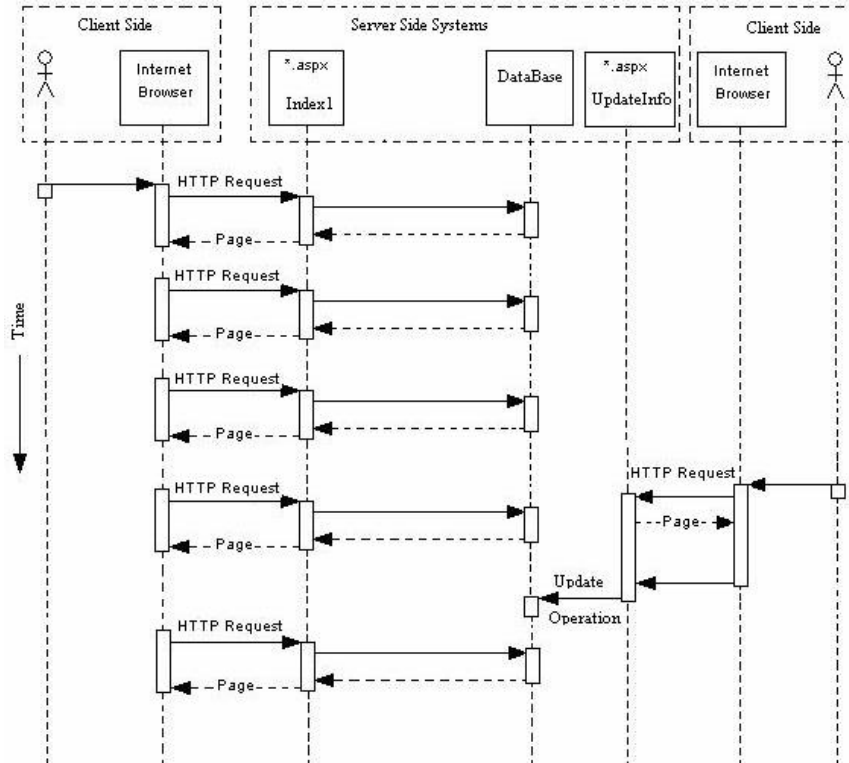 Client Side
Server Side Systems
Client Side
Internet
Browser
*.aspx
Index1
DataBase
*.aspx
UpdateInfo
Internet
Browser
HTTP Request
Page
HTTP Request
Page
Time
HTTP Request
Page
HTTP Request
Page
HTTP Request
Page
Update
Operation
HTTP Request
Page